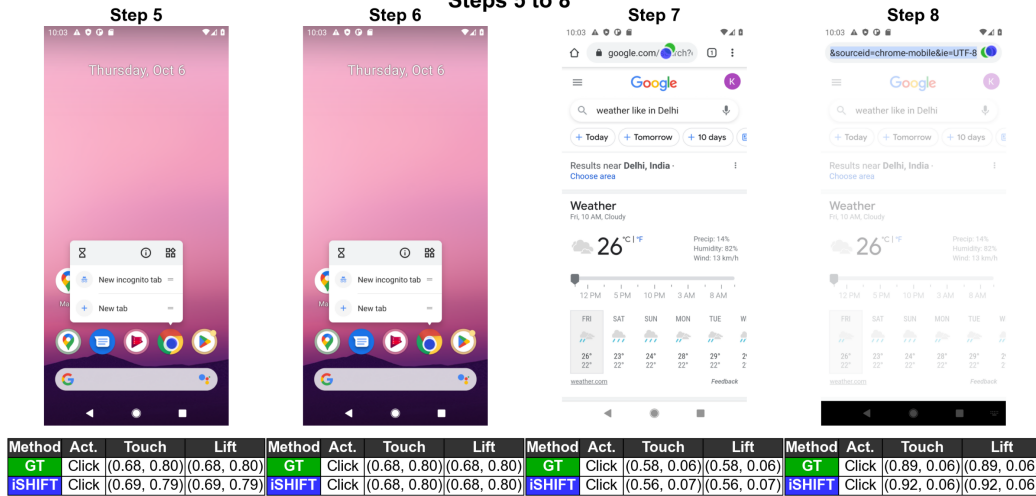 Steps 5 to 8
Step 5
Step 6
Step 7
Step 8
10:03
Thursday, Oct 6
New incognito tab
New tab
Ma
G
10:03
Thursday, Oct 6
New incognito tab
New tab
Ma
G
10:03
google.com/ rch? 1
Google K
weather like in Delhi
+ Today + Tomorrow + 10 days
Results near Delhi, India ·
Choose area
Weather
Fri, 10 AM, Cloudy
26 °C | °F
Precip: 14%
Humidity: 82%
Wind: 13 km/h
12 PM 5 PM 10 PM 3 AM 8 AM
FRI SAT SUN MON TUE W
26° 23° 24° 28° 29° 2
22° 22° 22° 22° 22° 2
weather.com Feedback
10:03
&sourceid=chrome-mobile&ie=UTF-8
Google K
weather like in Delhi
+ Today + Tomorrow + 10 days
Results near Delhi, India ·
Choose area
Weather
Fri, 10 AM, Cloudy
26 °C | °F
Precip: 14%
Humidity: 82%
Wind: 13 km/h
12 PM 5 PM 10 PM 3 AM 8 AM
FRI SAT SUN MON TUE W
26° 23° 24° 28° 29° 2
22° 22° 22° 22° 22° 2
weather.com Feedback
Method Act. Touch Lift Method Act. Touch Lift Method Act. Touch Lift Method Act. Touch Lift
GT Click (0.68, 0.80) (0.68, 0.80) GT Click (0.68, 0.80) (0.68, 0.80) GT Click (0.58, 0.06) (0.58, 0.06) GT Click (0.89, 0.06) (0.89, 0.06
iSHIFT Click (0.69, 0.79) (0.69, 0.79) iSHIFT Click (0.68, 0.80) (0.68, 0.80) iSHIFT Click (0.56, 0.07) (0.56, 0.07) iSHIFT Click (0.92, 0.06) (0.92, 0.06